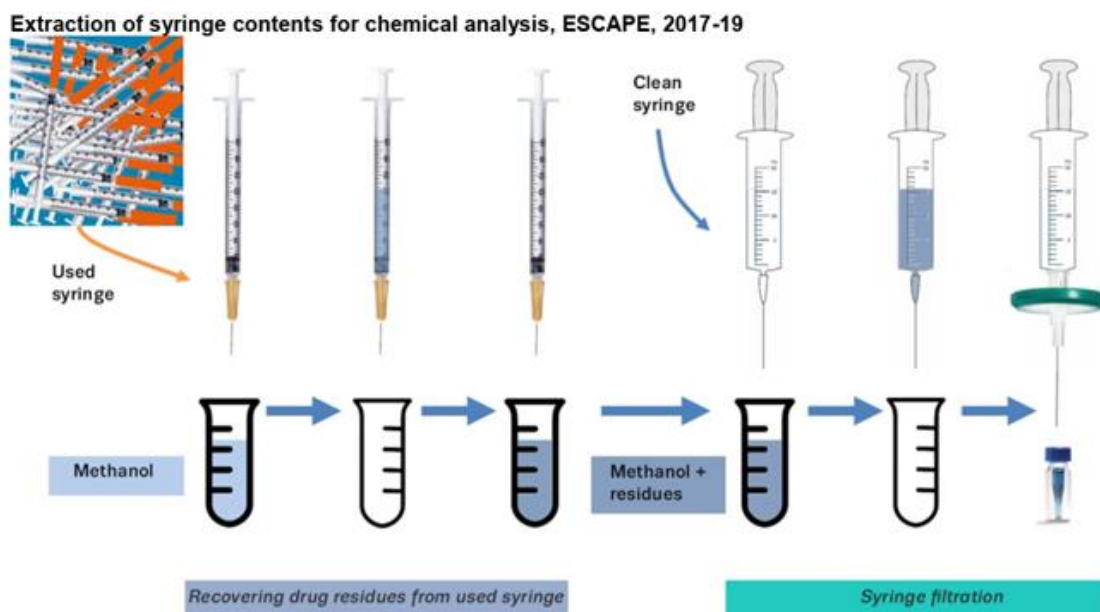 Extraction of syringe contents for chemical analysis, ESCAPE, 2017-19
Used
syringe
Clean
syringe
Methanol
Methanol +
residues
Recovering drug residues from used syringe
Syringe filtration